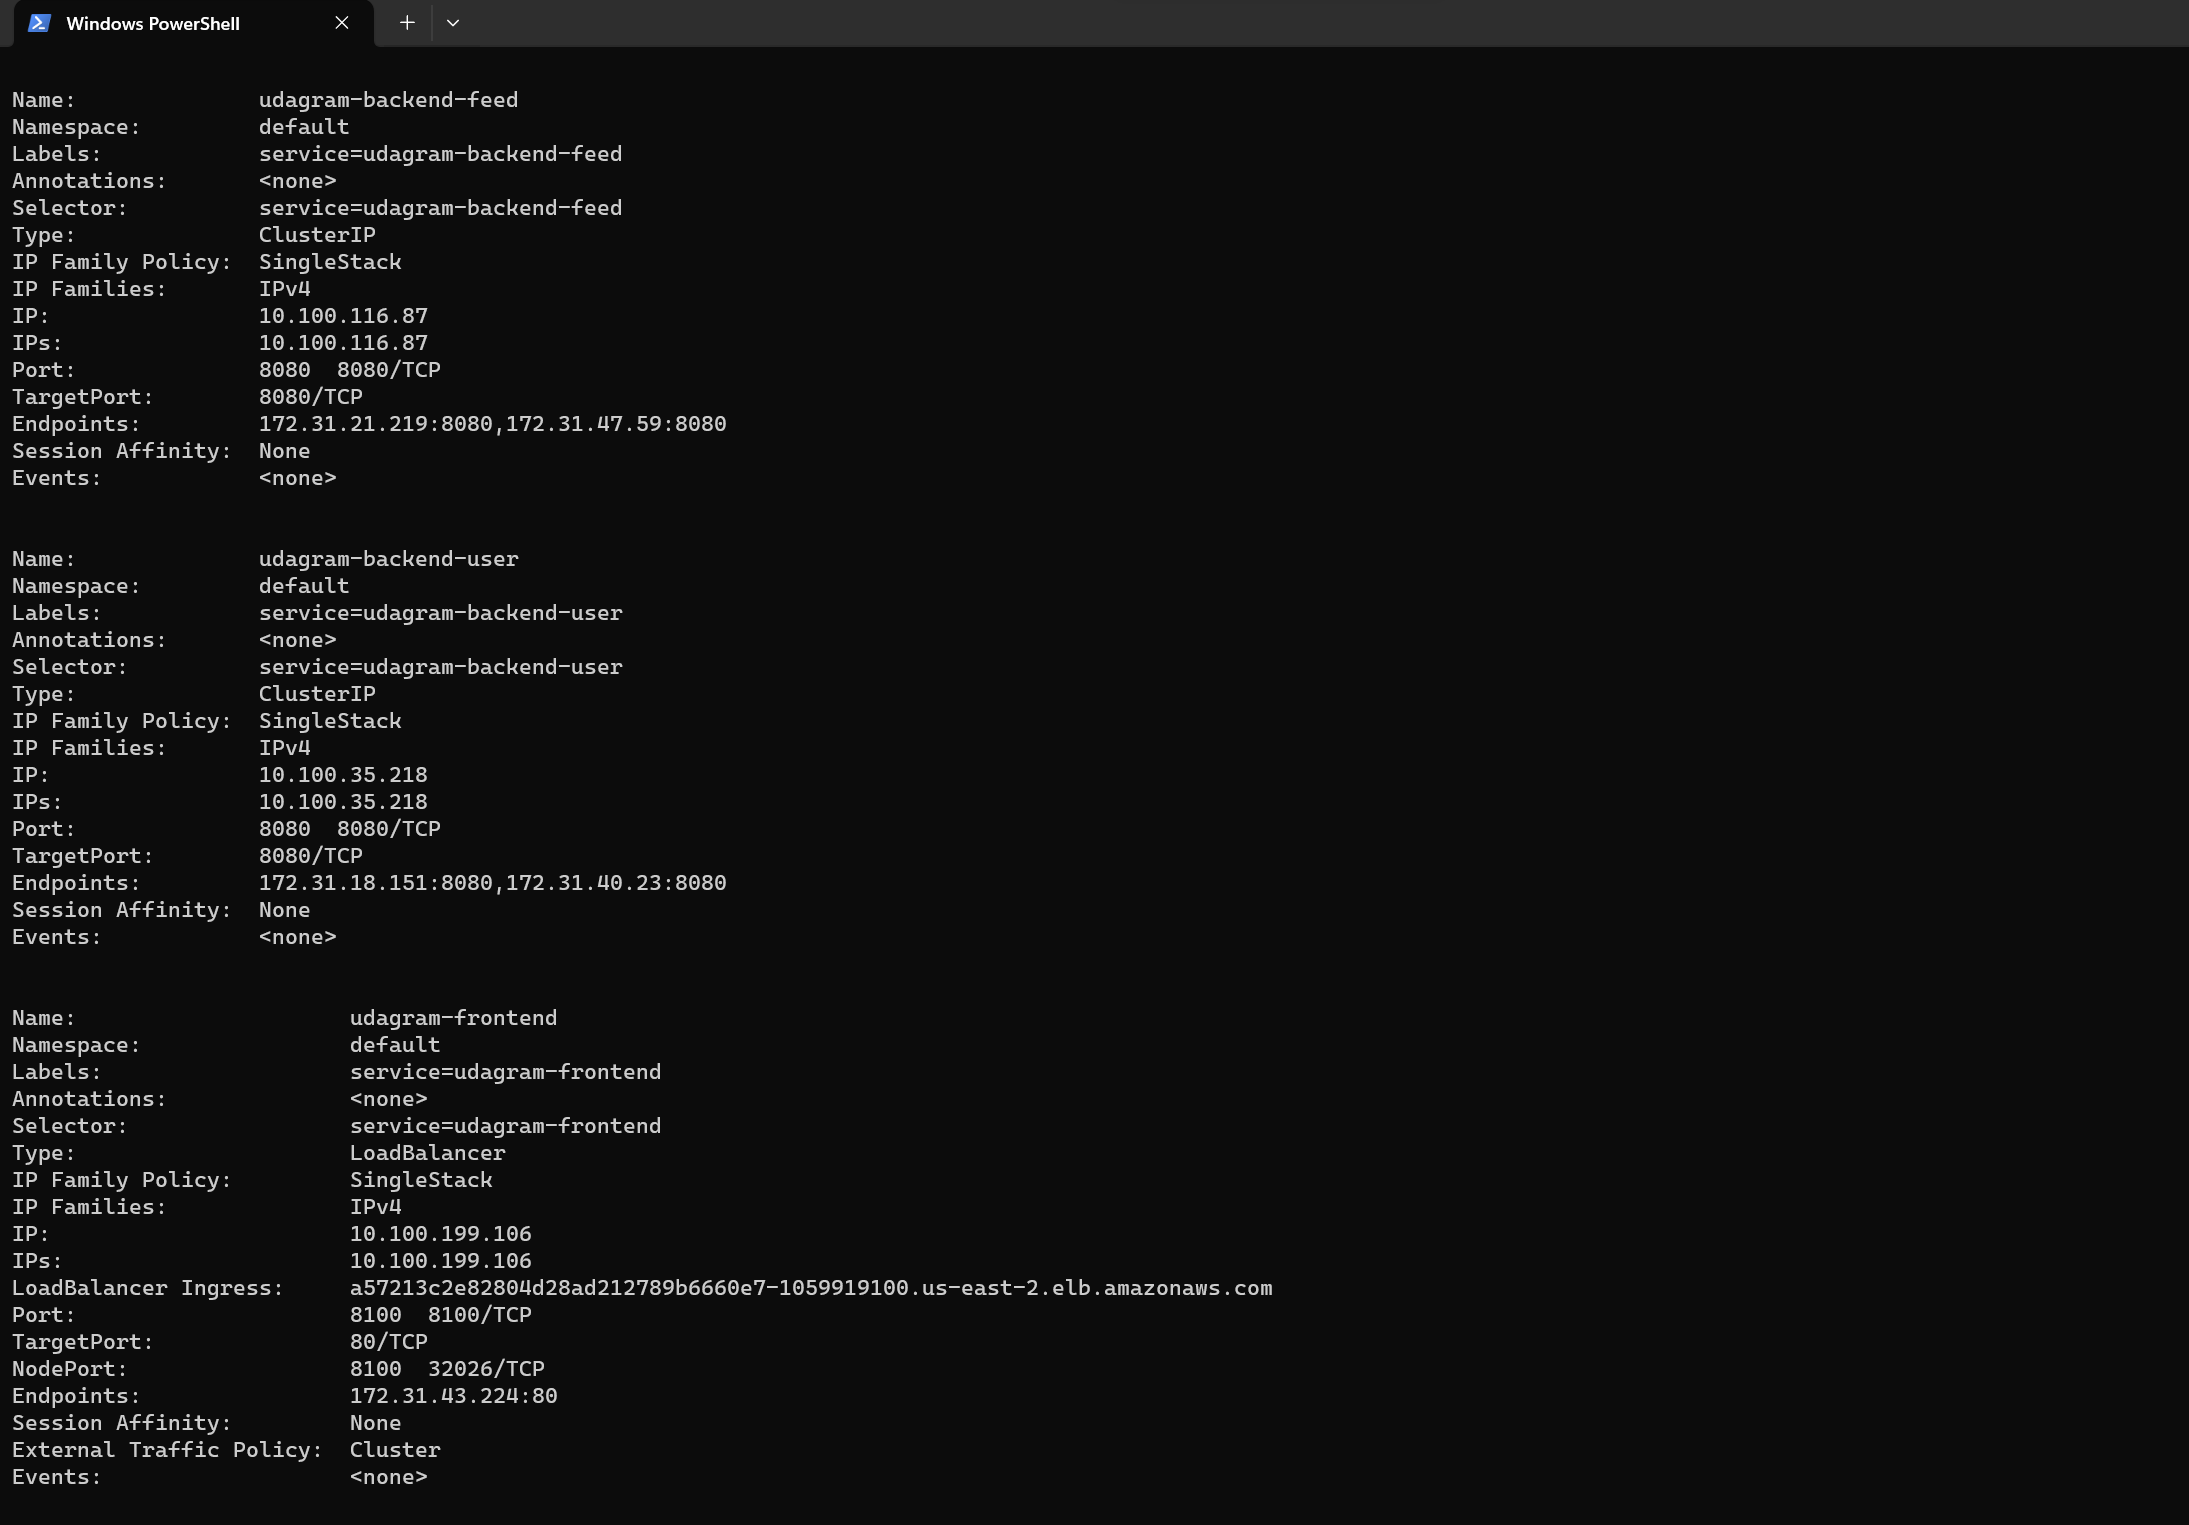 Windows PowerShell
Name:              udagram-backend-feed
Namespace:         default
Labels:            service=udagram-backend-feed
Annotations:       <none>
Selector:          service=udagram-backend-feed
Type:              ClusterIP
IP Family Policy:  SingleStack
IP Families:       IPv4
IP:                10.100.116.87
IPs:               10.100.116.87
Port:              8080  8080/TCP
TargetPort:        8080/TCP
Endpoints:         172.31.21.219:8080,172.31.47.59:8080
Session Affinity:  None
Events:            <none>
Name:              udagram-backend-user
Namespace:         default
Labels:            service=udagram-backend-user
Annotations:       <none>
Selector:          service=udagram-backend-user
Type:              ClusterIP
IP Family Policy:  SingleStack
IP Families:       IPv4
IP:                10.100.35.218
IPs:               10.100.35.218
Port:              8080  8080/TCP
TargetPort:        8080/TCP
Endpoints:         172.31.18.151:8080,172.31.40.23:8080
Session Affinity:  None
Events:            <none>
Name:                     udagram-frontend
Namespace:                default
Labels:                   service=udagram-frontend
Annotations:              <none>
Selector:                 service=udagram-frontend
Type:                     LoadBalancer
IP Family Policy:         SingleStack
IP Families:              IPv4
IP:                       10.100.199.106
IPs:                      10.100.199.106
LoadBalancer Ingress:     a57213c2e82804d28ad212789b6660e7-1059919100.us-east-2.elb.amazonaws.com
Port:                     8100  8100/TCP
TargetPort:               80/TCP
NodePort:                 8100  32026/TCP
Endpoints:                172.31.43.224:80
Session Affinity:         None
External Traffic Policy:  Cluster
Events:                   <none>